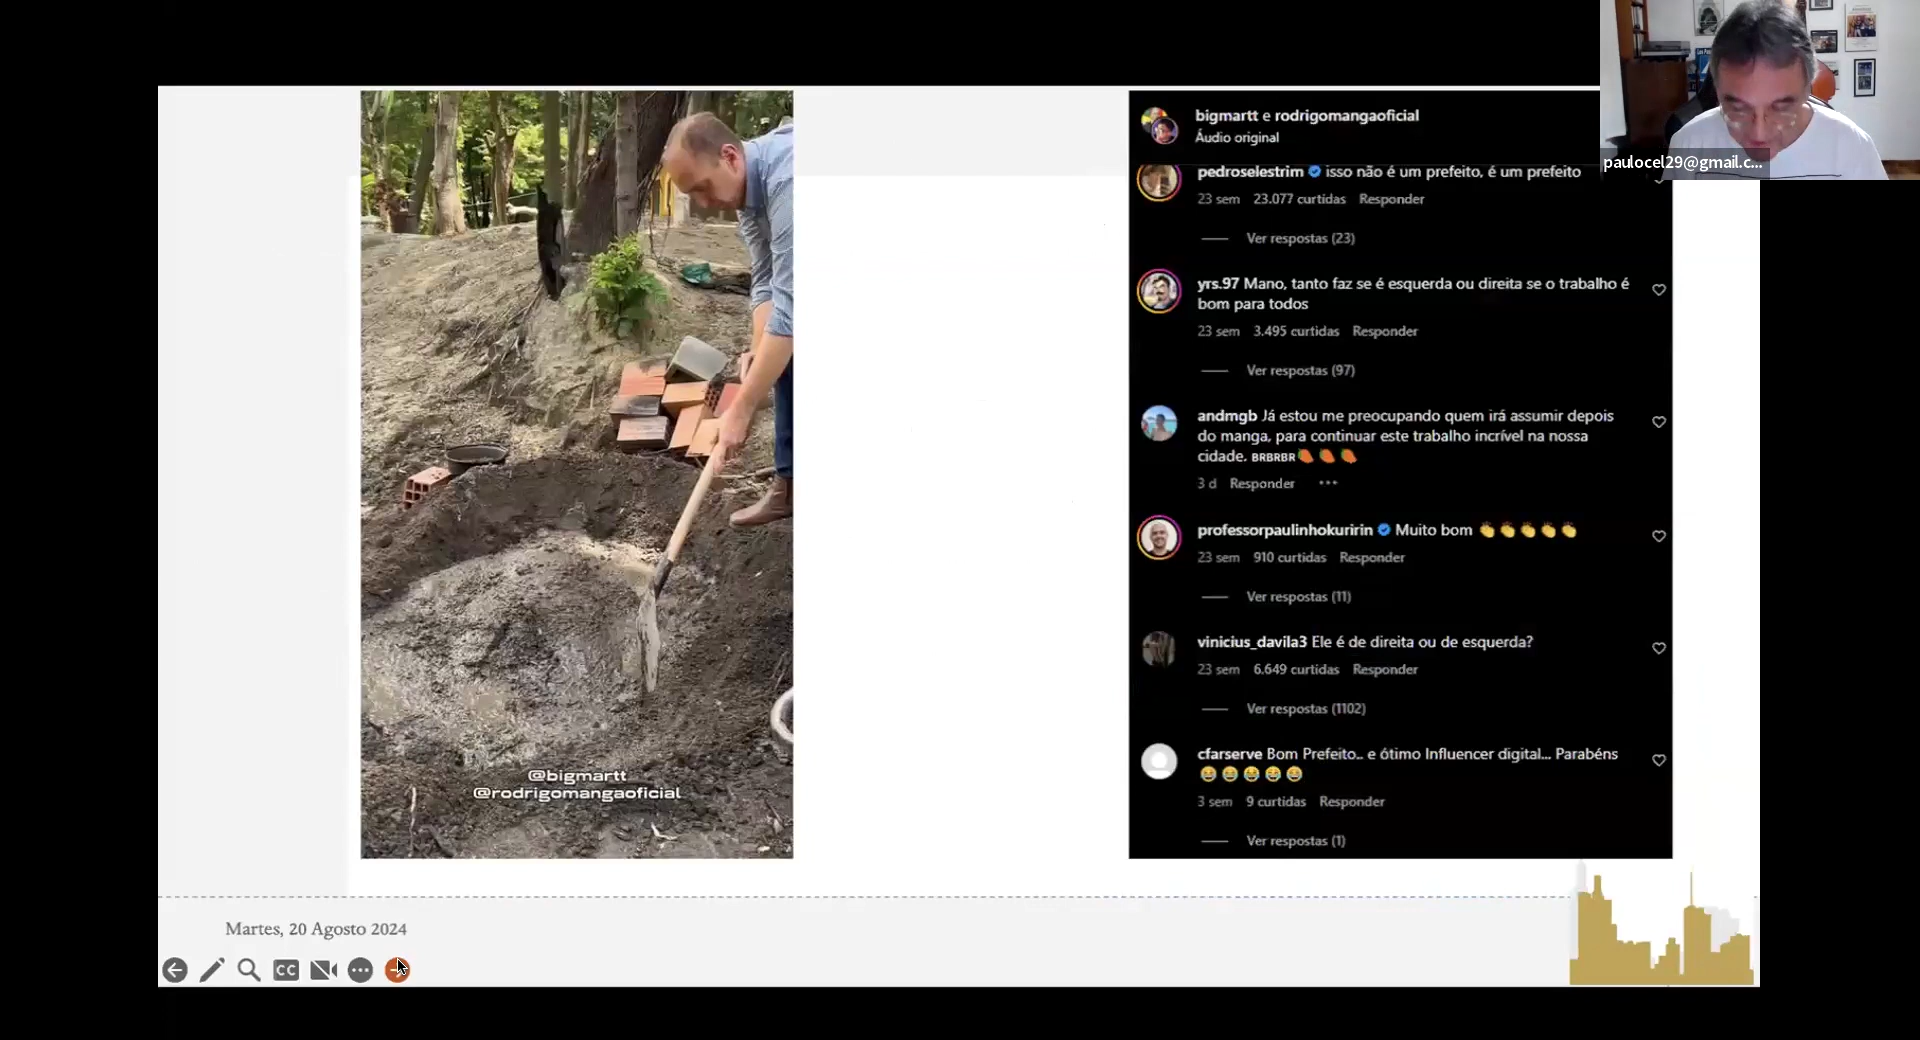 paulocel29@gmail.c...
bigmartt e rodrigomangaoficial
Áudio original
pedroselestrim isso não é um prefeito, é um prefeito
23 sem 23.077 curtidas Responder
Ver respostas (23)
yrs.97 Mano, tanto faz se é esquerda ou direita se o trabalho é
bom para todos
23 sem 3.495 curtidas Responder
Ver respostas (97)
andmgb Já estou me preocupando quem irá assumir depois
do manga, para continuar este trabalho incrível na nossa
cidade. BRBRBR🥭 🥭 🥭
3 d Responder •••
professorpaulinhokuririn Muito bom 👏👏👏👏👏
23 sem 910 curtidas Responder
Ver respostas (11)
vinicius_davila3 Ele é de direita ou de esquerda?
23 sem 6.649 curtidas Responder
Ver respostas (1102)
cfarserve Bom Prefeito.. e ótimo Influencer digital... Parabéns
😂😂😂😂😂
3 sem 9 curtidas Responder
Ver respostas (1)
@bigmartt
@rodrigomangaoficial
Martes, 20 Agosto 2024
CC